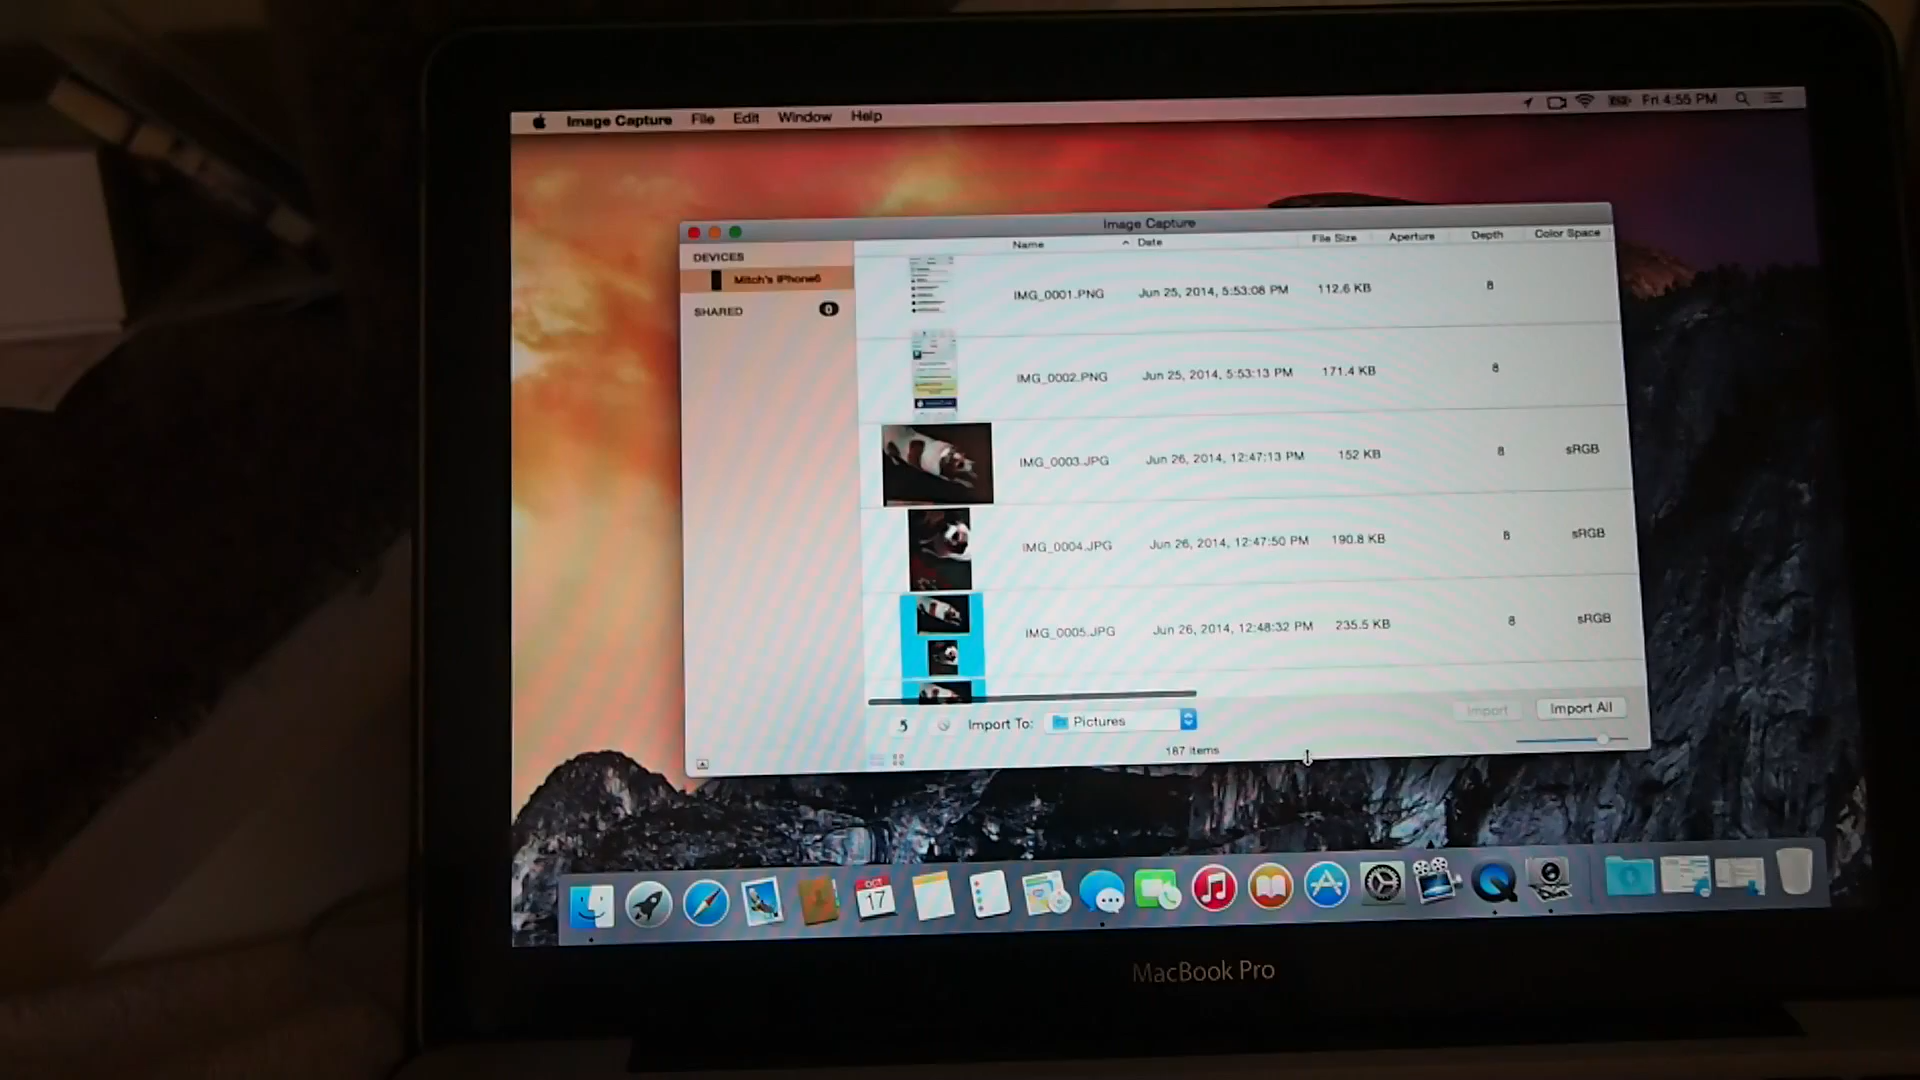 Image Capture File Edit Window Help Fri 4:55 PM
Image Capture
Name Date File Size Aperture Depth Color Space
DEVICES
Mitch's iPhone6
SHARED 0
IMG_0001.PNG Jun 25, 2014, 5:53:08 PM 112.6 KB 8
IMG_0002.PNG Jun 25, 2014, 5:53:13 PM 171.4 KB 8
IMG_0003.JPG Jun 26, 2014, 12:47:13 PM 152 KB 8 sRGB
IMG_0004.JPG Jun 26, 2014, 12:47:50 PM 190.8 KB 8 sRGB
IMG_0005.JPG Jun 26, 2014, 12:48:32 PM 235.5 KB 8 sRGB
Import To: Pictures Import Import All
187 items
OCT
17
MacBook Pro